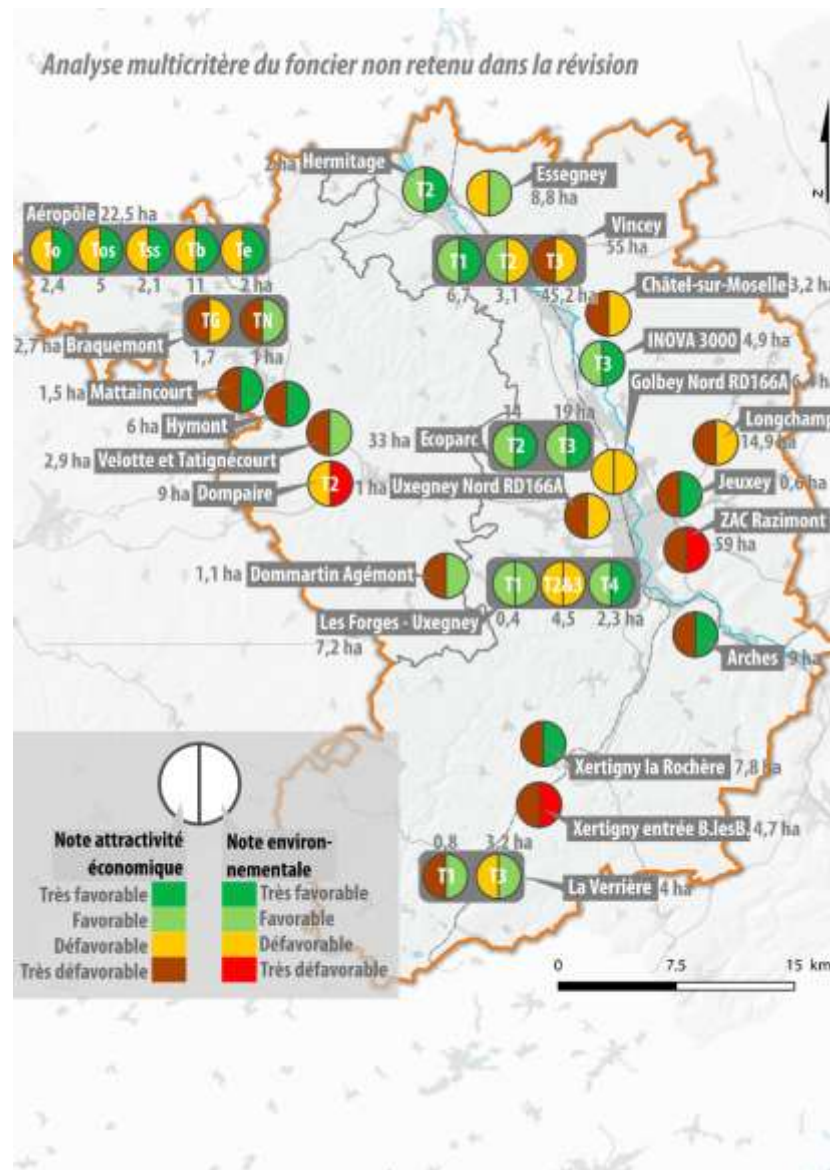 Analyse multicritère du foncier non retenu dans la révision
Hermitage
Essegney
8,8 ha
T2
N
Aéropôle 22,5 ha
To Tos Tss Tb Te
2,4 5 2,1 11 2 ha
Vincey
55 ha
T1 T2 T3
6,7 3,1 45,2 ha
Châtel-sur-Moselle 3,2 ha
TG TN
2,7 ha Braquemont
1,7 1 ha
INOVA 3000 4,9 ha
T3
Golbey Nord RD166A
1,5 ha Mattaincourt
6 ha Hymont
Longchamp
14,9 ha
14 19 ha
33 ha Ecoparc
T2 T3
2,9 ha Velotte et Tatignécourt
9 ha Dompaire
T2
1 ha Uxegney Nord RD166A
Jeuxey 0,6 ha
ZAC Razimont
59 ha
1,1 ha Dommartin Agémont
T1 T2&3 T4
0,4 4,5 2,3 ha
Les Forges - Uxegney
7,2 ha
Arches 9 ha
Xertigny la Rochère 7,8 ha
Xertigny entrée B.lesB. 4,7 ha
0,8 3,2 ha
T1 T3
La Verrière 4 ha
Note attractivité
économique
Très favorable
Favorable
Défavorable
Très défavorable
Note environ-
nementale
Très favorable
Favorable
Défavorable
Très défavorable
0 7.5 15 km